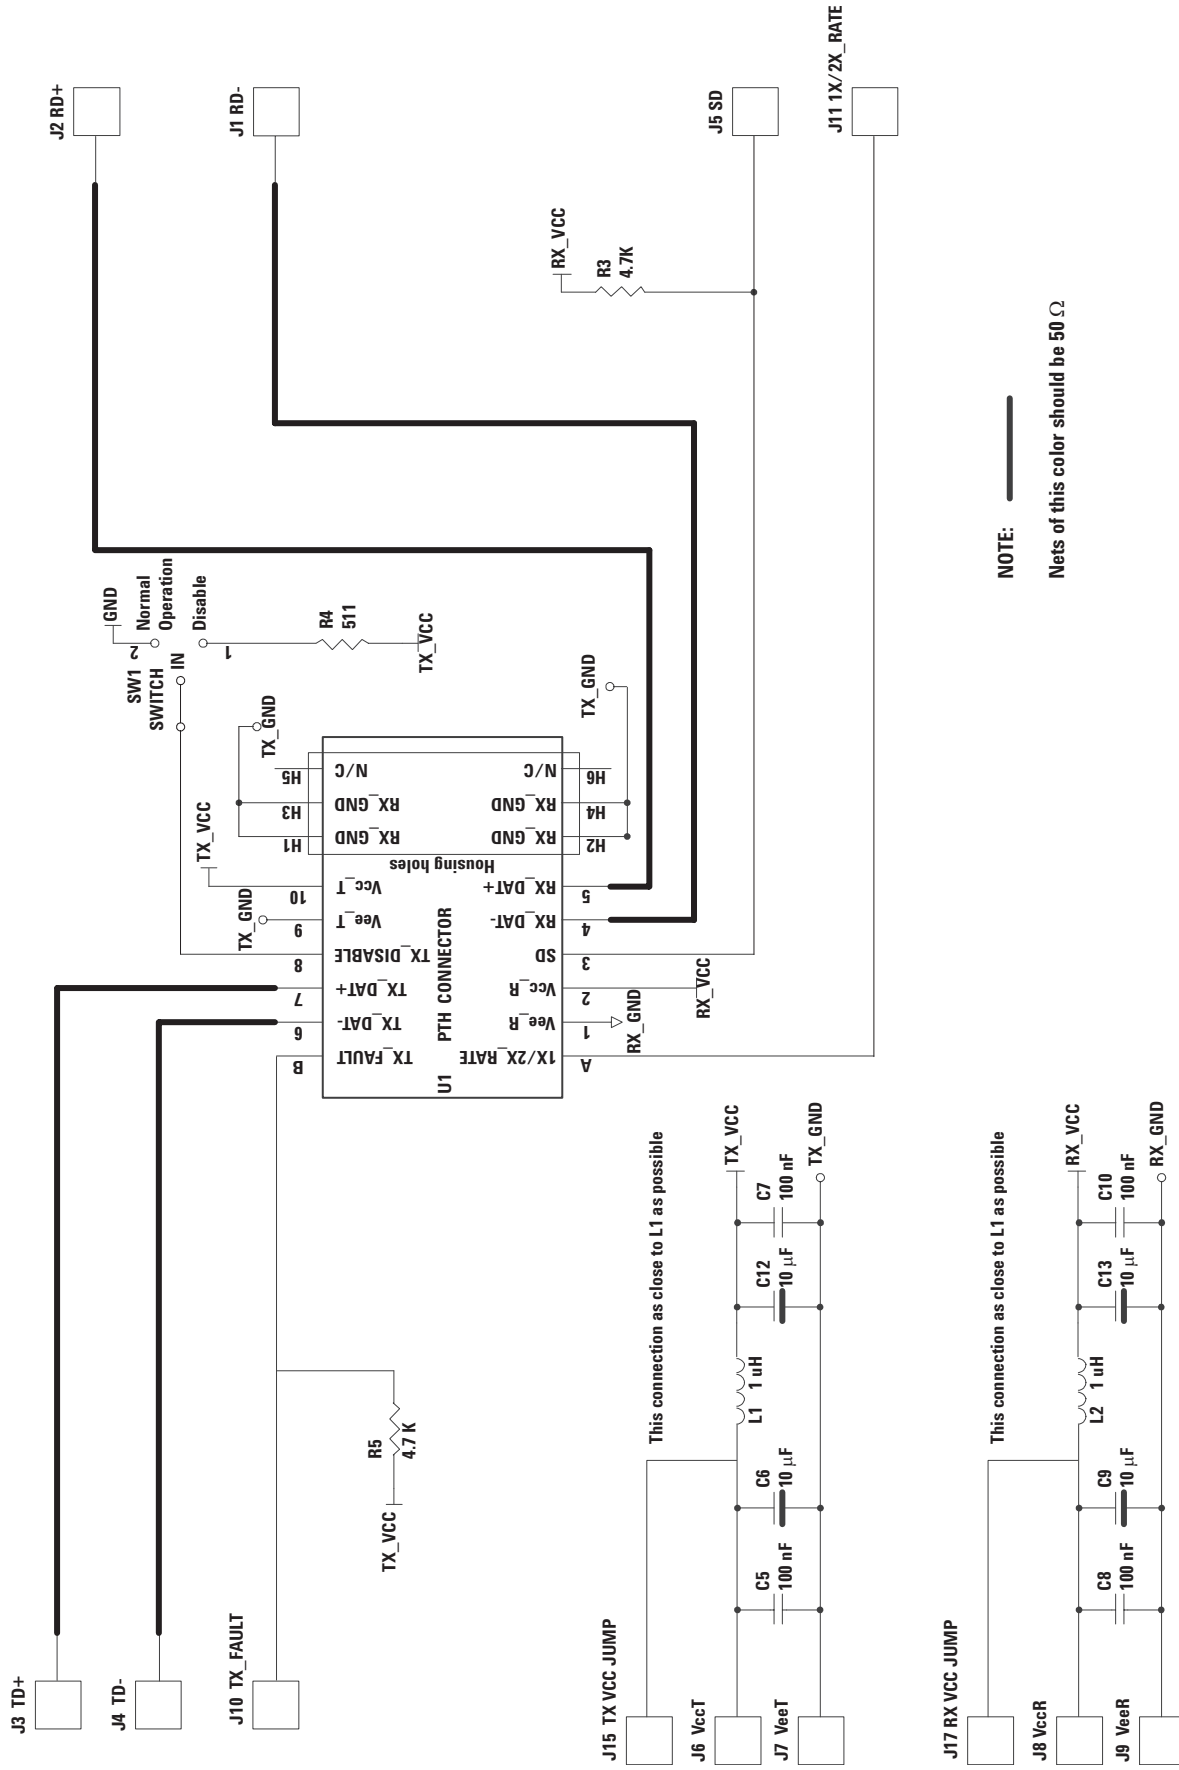 J3 TD+
J4 TD-
J10 TX_FAULT
R5
4.7 K
TX_VCC
J2 RD+
J1 RD-
J5 SD
J11 1X/2X_RATE
RX_VCC
R3
4.7K
GND
2
Normal
Operation
Disable
1
SW1
SWITCH
IN
R4
511
TX_VCC
TX_VCC
TX_GND
TX_GND
TX_GND
B
6
7
8
9
10
H1
H3
H5
TX_FAULT
TX_DAT-
TX_DAT+
TX_DISABLE
Vee_T
Vcc_T
RX_GND
RX_GND
N/C
U1
PTH CONNECTOR
Housing holes
1X/2X_RATE
Vee_R
Vcc_R
SD
RX_DAT-
RX_DAT+
RX_GND
RX_GND
N/C
A
1
2
3
4
5
H2
H4
H6
RX_GND
RX_VCC
J15 TX VCC JUMP
J6 VccT
J7 VeeT
This connection as close to L1 as possible
C5
100 nF
C6
10 µF
L1 1 uH
C12
10 µF
C7
100 nF
TX_VCC
TX_GND
J17 RX VCC JUMP
J8 VccR
J9 VeeR
This connection as close to L1 as possible
C8
100 nF
C9
10 µF
L2 1 uH
C13
10 µF
C10
100 nF
RX_VCC
RX_GND
NOTE:
Nets of this color should be 50 Ω